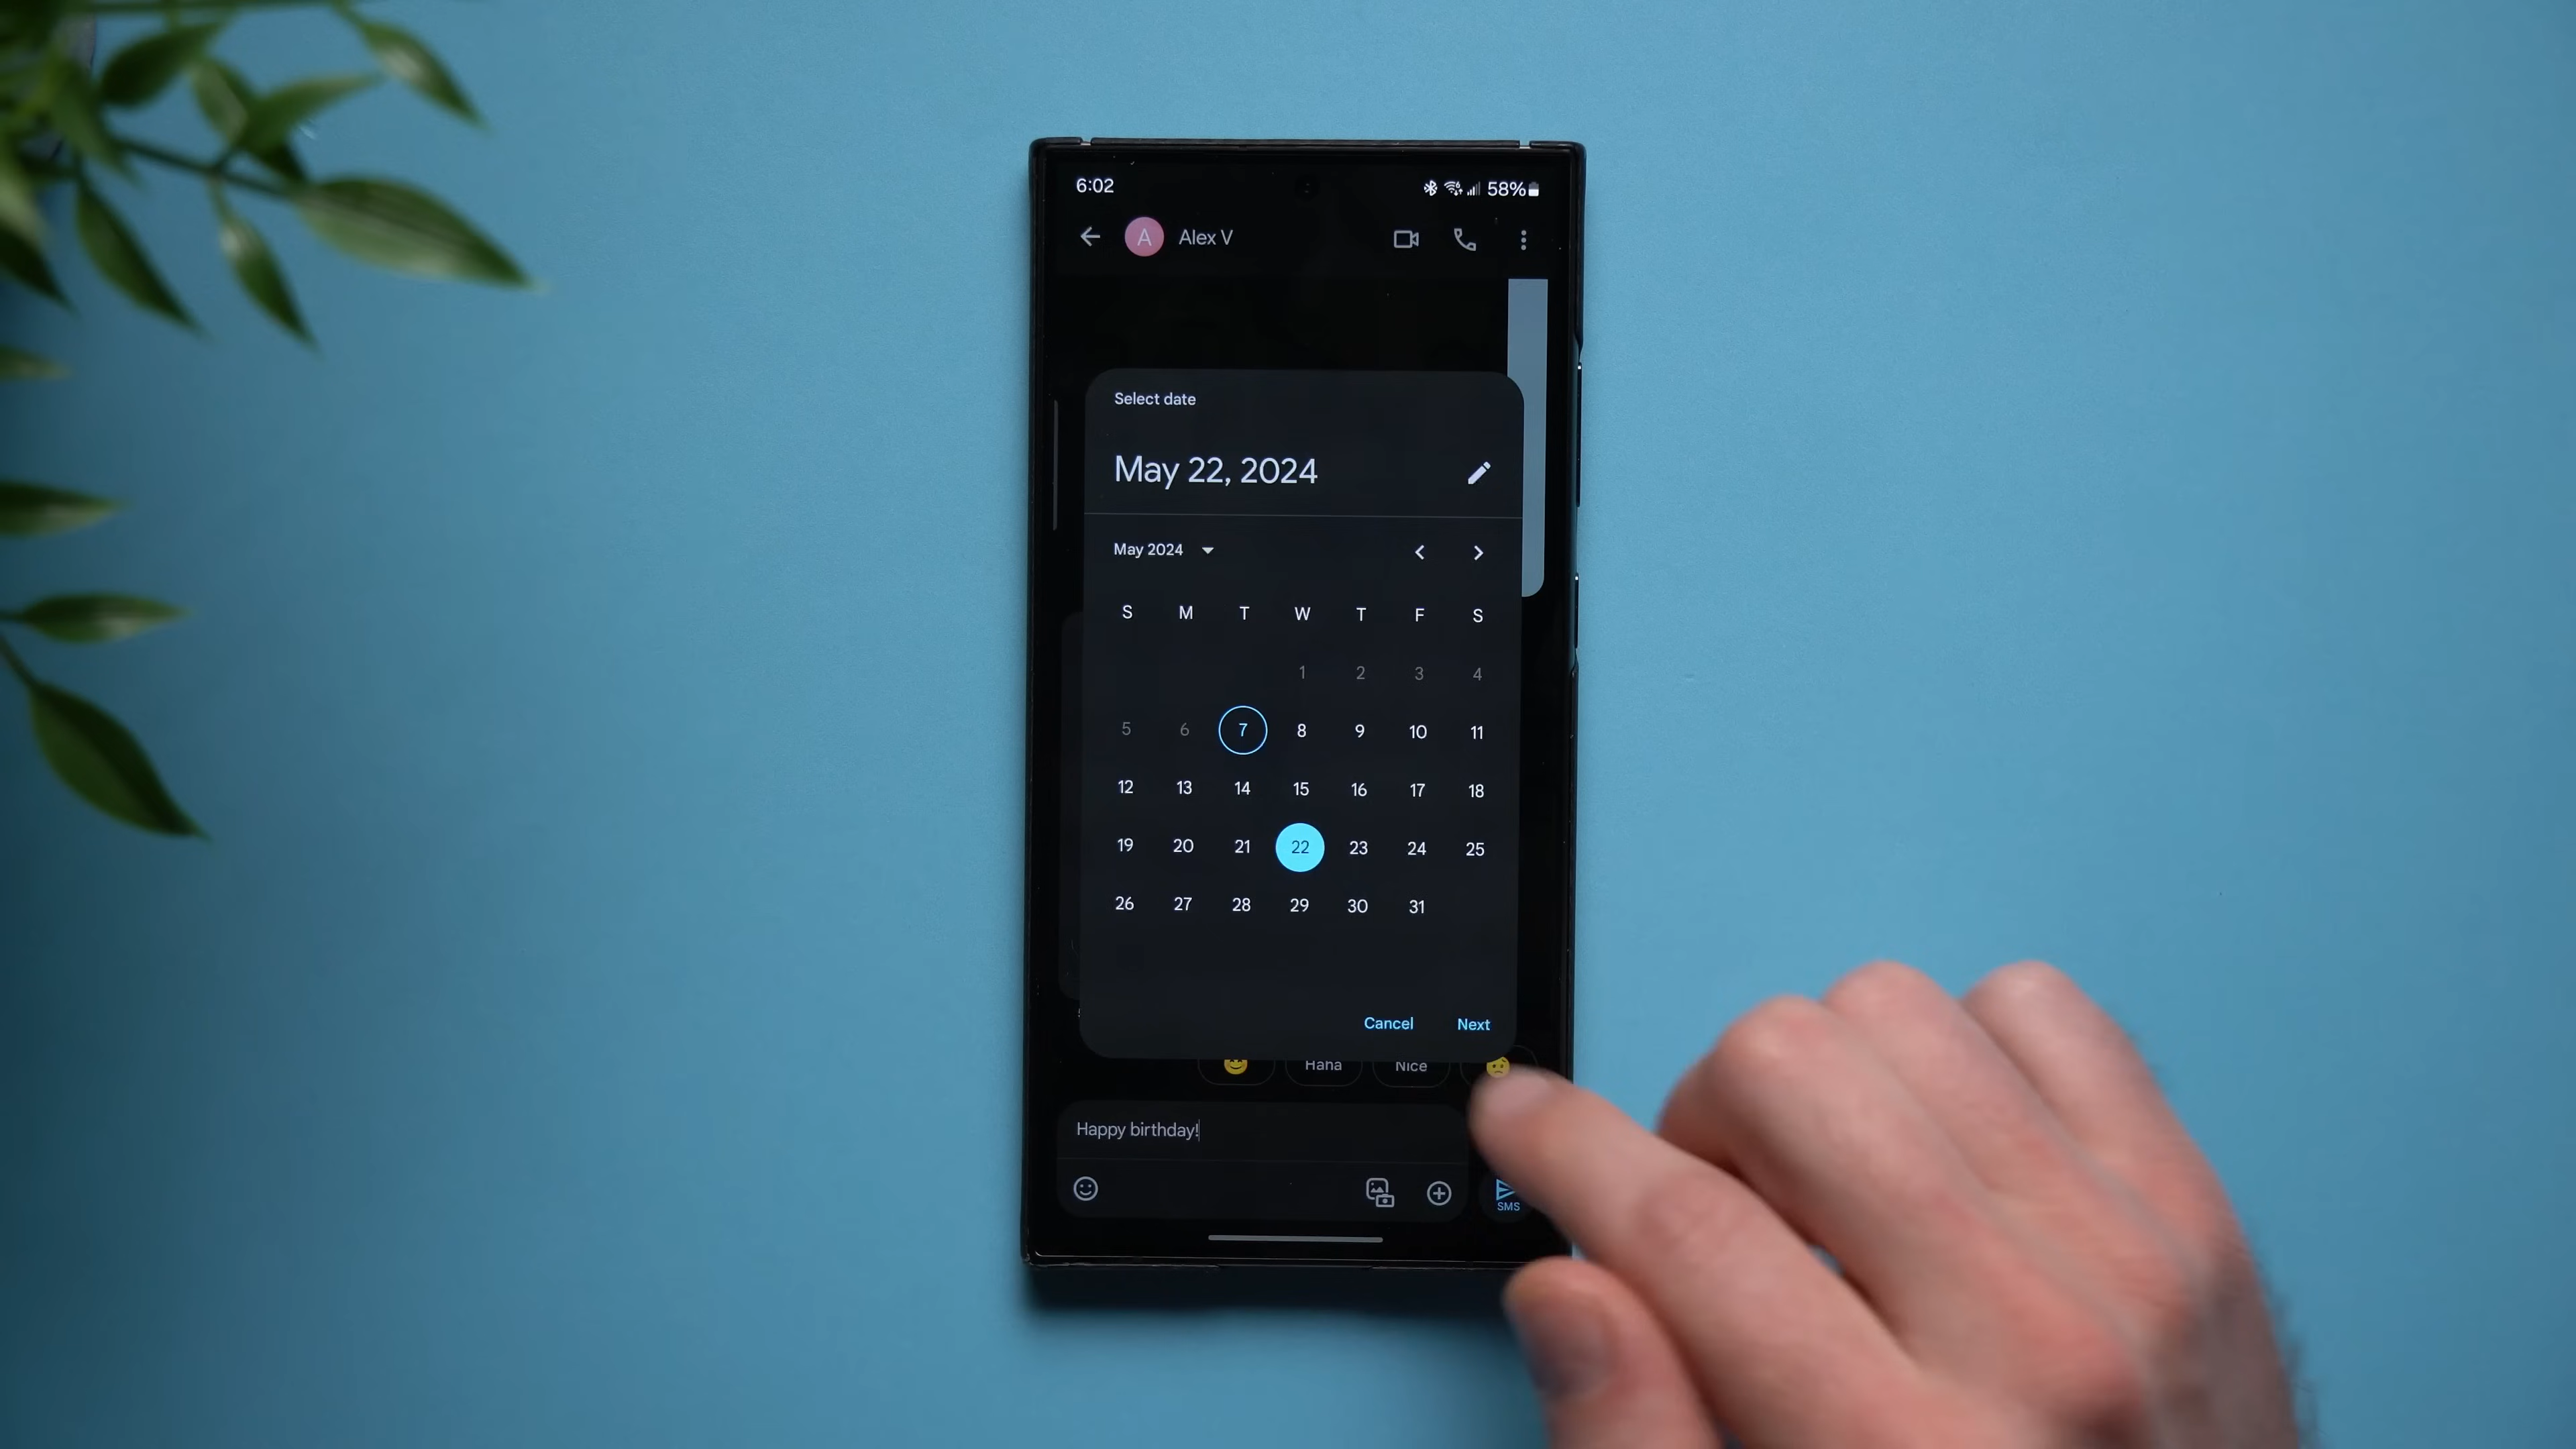 6:02 58%
A Alex V
Select date
May 22, 2024
May 2024
S M T W T F S
1 2 3 4
5 6 7 8 9 10 11
12 13 14 15 16 17 18
19 20 21 22 23 24 25
26 27 28 29 30 31
Cancel Next
Haha Nice
Happy birthday!
SMS